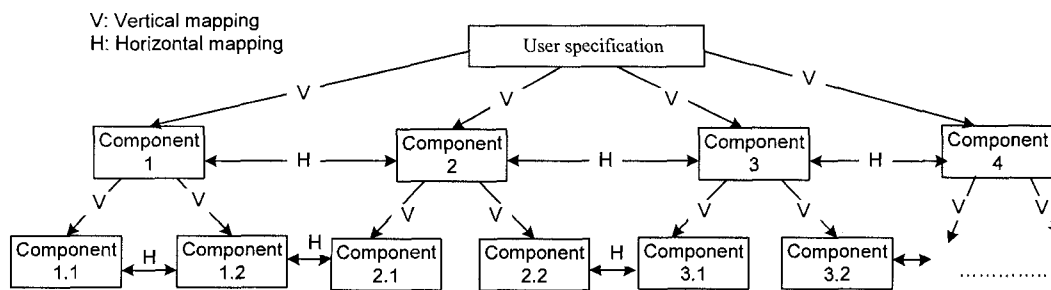 V: Vertical mapping
H: Horizontal mapping
User specification
V
V
V
V
Component
1
H
Component
2
H
Component
3
H
Component
4
V
V
V
V
V
V
V
V
Component
1.1
H
Component
1.2
H
Component
2.1
Component
2.2
H
Component
3.1
Component
3.2
................